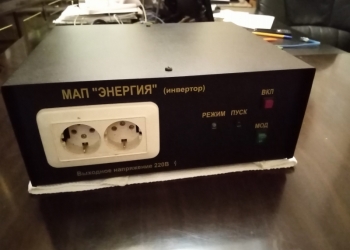 МАП "ЭНЕРГИЯ" (инвертор)
ВКЛ
РЕЖИМ ПУСК
МОД
Выходное напряжение 220В